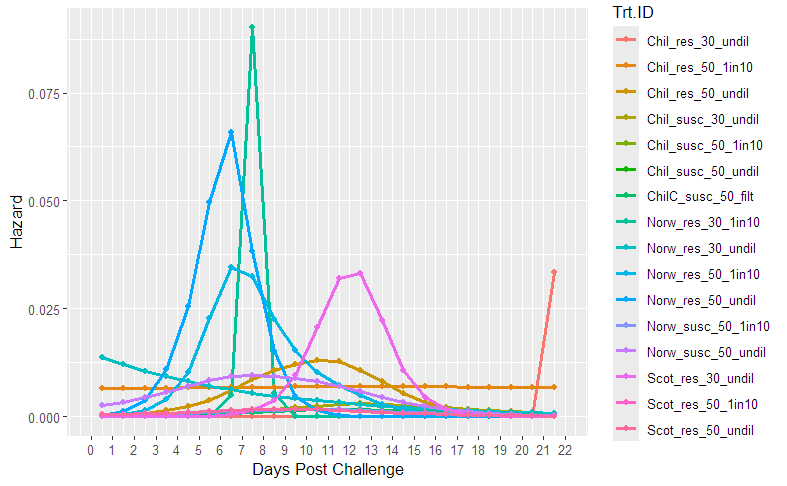 Trt.ID
Chil_res_30_undil
Chil_res_50_1in10
Chil_res_50_undil
Chil_susc_30_undil
Chil_susc_50_1in10
Chil_susc_50_undil
ChilC_susc_50_filt
Norw_res_30_1in10
Norw_res_30_undil
Norw_res_50_1in10
Norw_res_50_undil
Norw_susc_50_1in10
Norw_susc_50_undil
Scot_res_30_undil
Scot_res_50_1in10
Scot_res_50_undil
Hazard
0.075
0.050
0.025
0.000
0 1 2 3 4 5 6 7 8 9 10 11 12 13 14 15 16 17 18 19 20 21 22
Days Post Challenge